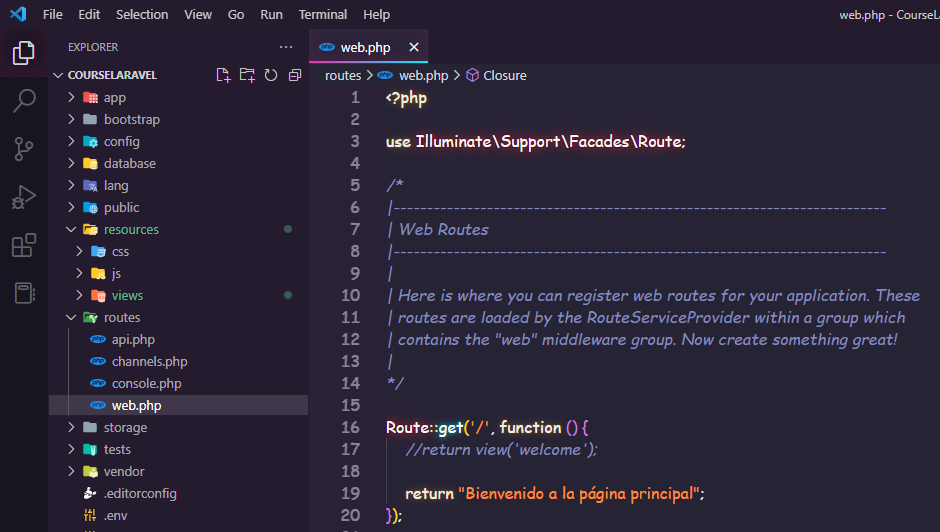 File Edit Selection View Go Run Terminal Help
web.php - CourseLa
EXPLORER
COURSELARAVEL
app
bootstrap
config
database
lang
public
resources
css
js
views
routes
api.php
channels.php
console.php
web.php
storage
tests
vendor
.editorconfig
.env
php web.php
routes > php web.php > Closure
1 <?php
2
3 use Illuminate\Support\Facades\Route;
4
5 /*
6 |--------------------------------------------------------------------------
7 | Web Routes
8 |--------------------------------------------------------------------------
9 |
10 | Here is where you can register web routes for your application. These
11 | routes are loaded by the RouteServiceProvider within a group which
12 | contains the "web" middleware group. Now create something great!
13 |
14 */
15
16 Route::get('/', function () {
17 //return view('welcome');
18
19 return "Bienvenido a la página principal";
20 });